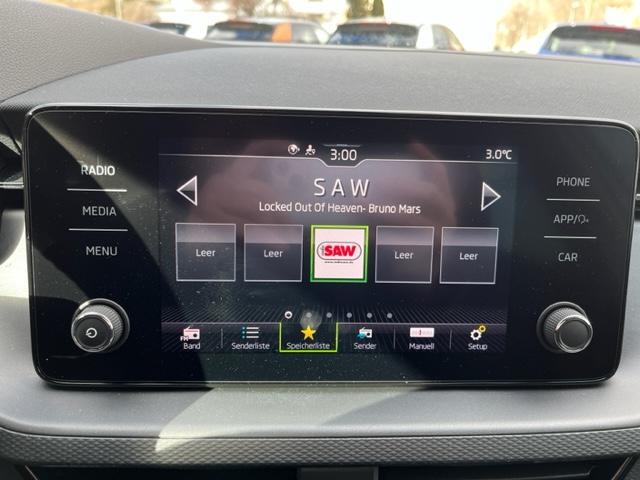 RADIO
MEDIA
MENU
3:00
3.0°C
SAW
Locked Out Of Heaven- Bruno Mars
Leer
Leer
SAW
Leer
Leer
FM
Band
Senderliste
Speicherliste
Sender
Manuell
Setup
PHONE
APP/
CAR